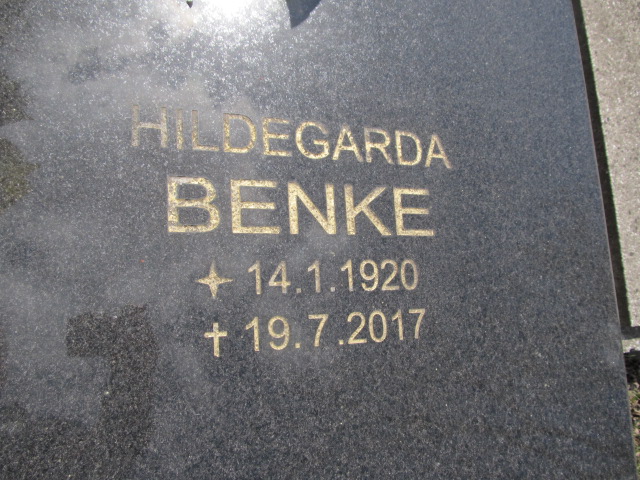 HILDEGARDA
BENKE
✦ 14.1.1920
✝ 19.7.2017